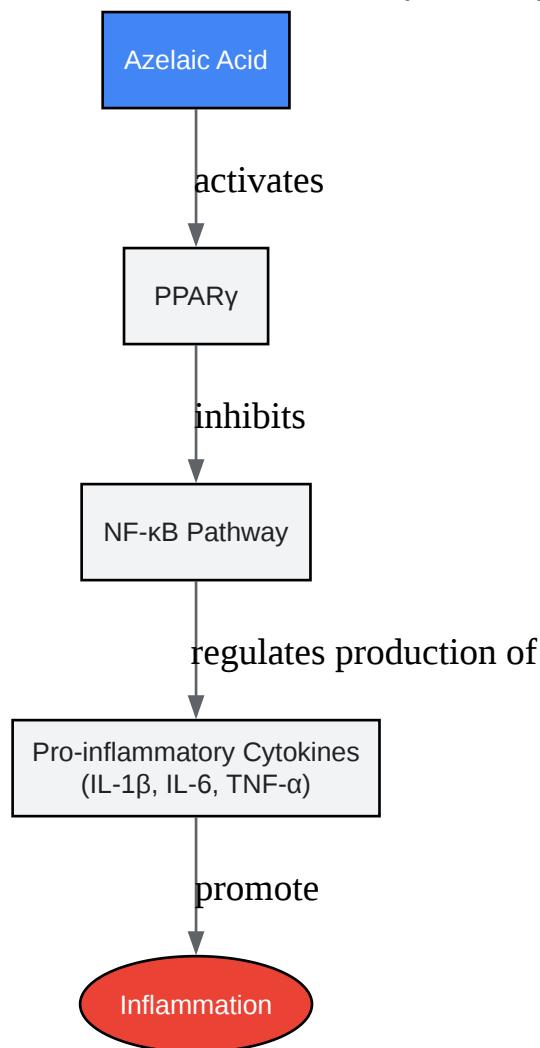 Azelaic Acid
activates
PPARγ
inhibits
NF-κB Pathway
regulates production of
Pro-inflammatory Cytokines
(IL-1β, IL-6, TNF-α)
promote
Inflammation